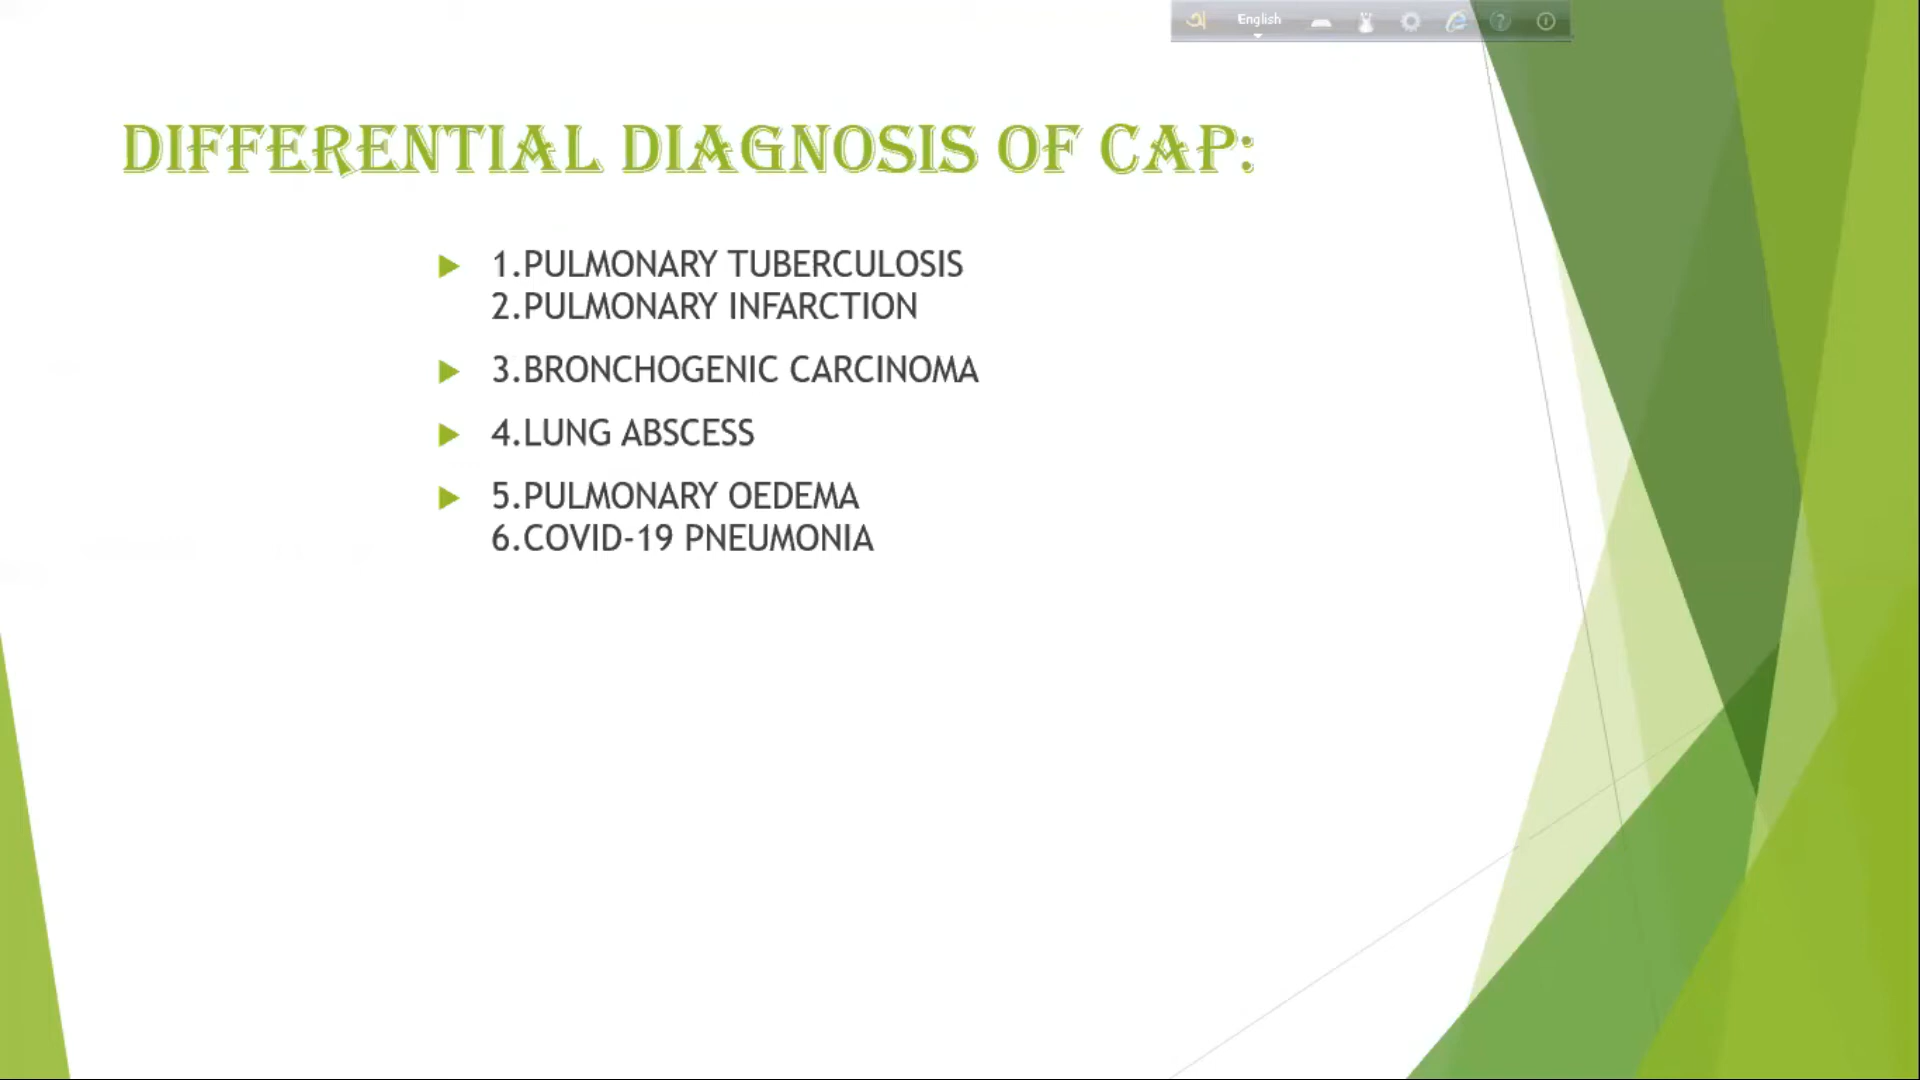 অ English
DIFFERENTIAL DIAGNOSIS OF CAP:
1.PULMONARY TUBERCULOSIS
2.PULMONARY INFARCTION
3.BRONCHOGENIC CARCINOMA
4.LUNG ABSCESS
5.PULMONARY OEDEMA
6.COVID-19 PNEUMONIA